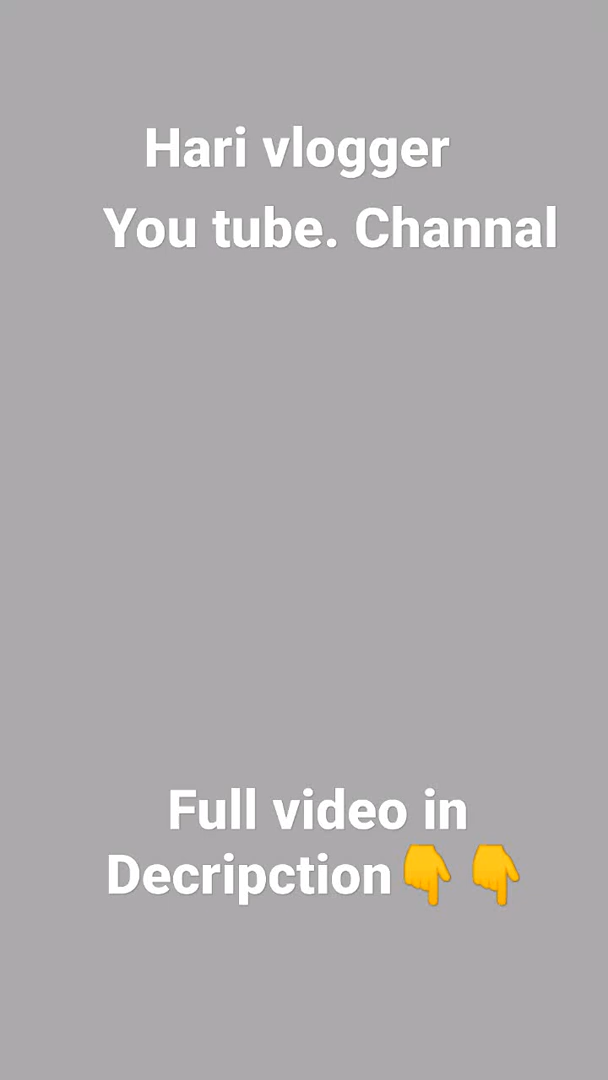 Hari vlogger
You tube. Channal
Full video in
Decripction👇👇